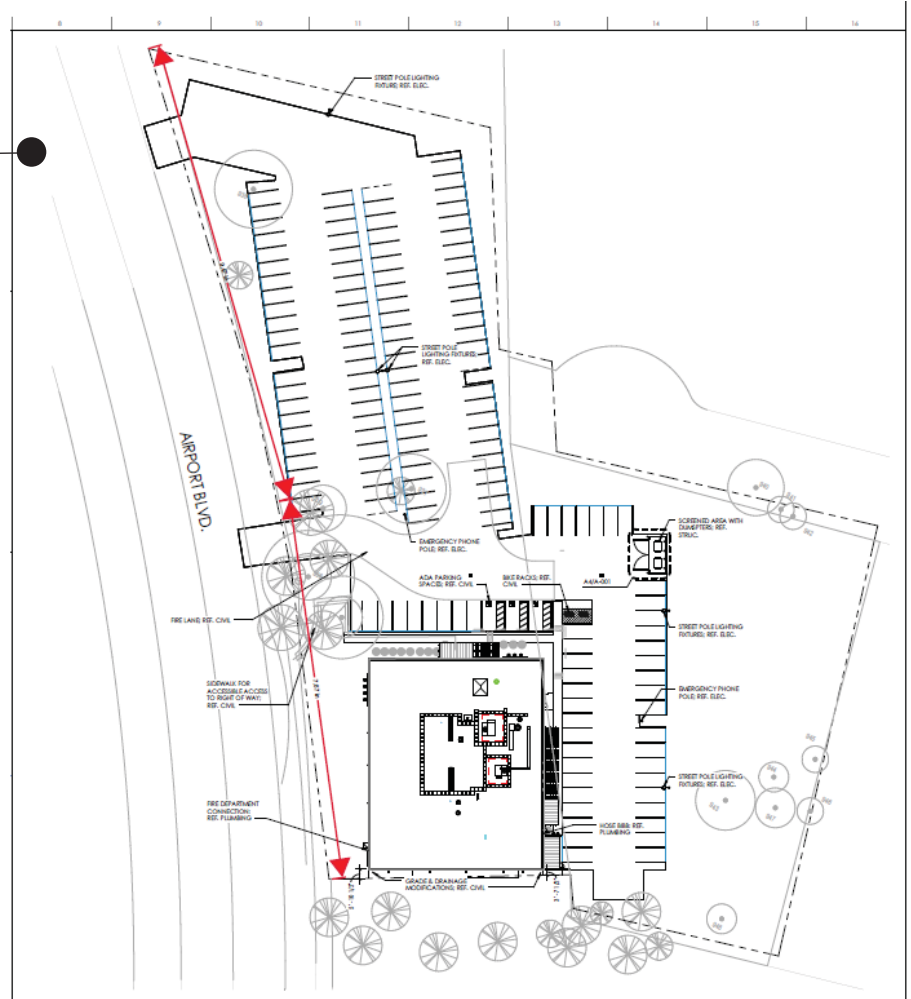 8 9 10 11 12 13 14 15 16
STREET POLE LIGHTING
FIXTURE; REF. ELEC.
STREET POLE
LIGHTING FIXTURES;
REF. ELEC.
AIRPORT BLVD.
EMERGENCY PHONE
POLE; REF. ELEC.
SCREENED AREA WITH
DUMPTERS; REF.
STRUC.
ADA PARKING
SPACES; REF. CIVIL
BIKE RACKS; REF.
CIVIL
A4/A-001
FIRE LANE; REF. CIVIL
STREET POLE LIGHTING
FIXTURES; REF. ELEC.
SIDEWALK FOR
ACCESSIBLE ACCESS
TO RIGHT OF WAY;
REF. CIVIL
EMERGENCY PHONE
POLE; REF. ELEC.
STREET POLE LIGHTING
FIXTURES; REF. ELEC.
FIRE DEPARTMENT
CONNECTION;
REF. PLUMBING
HOSE BIBB; REF.
PLUMBING
GRADE & DRAINAGE
MODIFICATIONS; REF. CIVIL